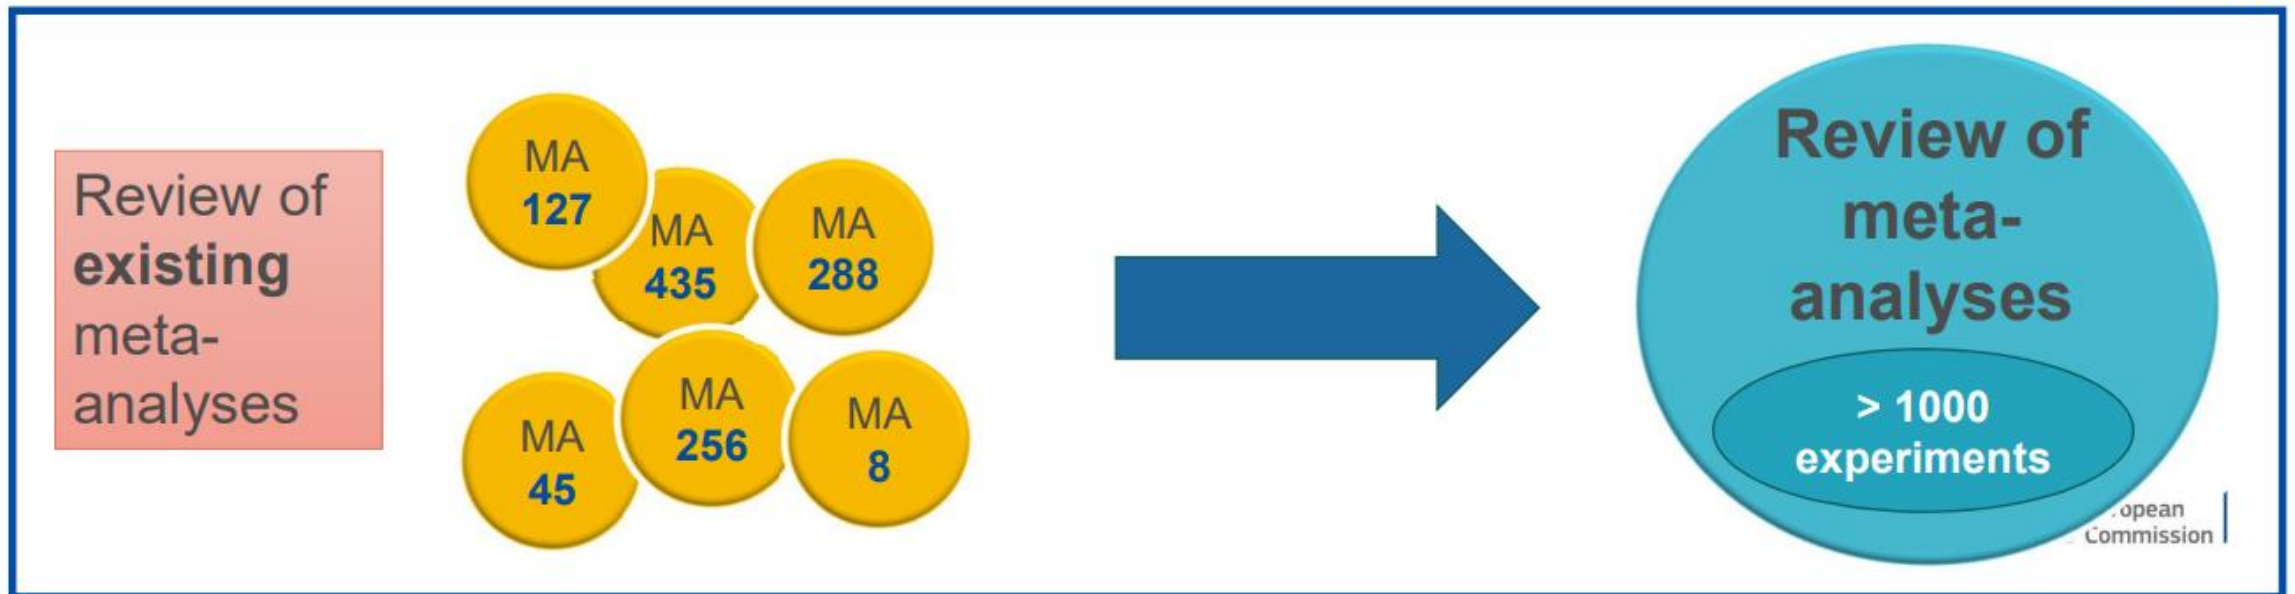 Review of
existing
meta-
analyses
MA
127
MA
435
MA
288
MA
45
MA
256
MA
8
Review of
meta-
analyses
> 1000
experiments
Commission